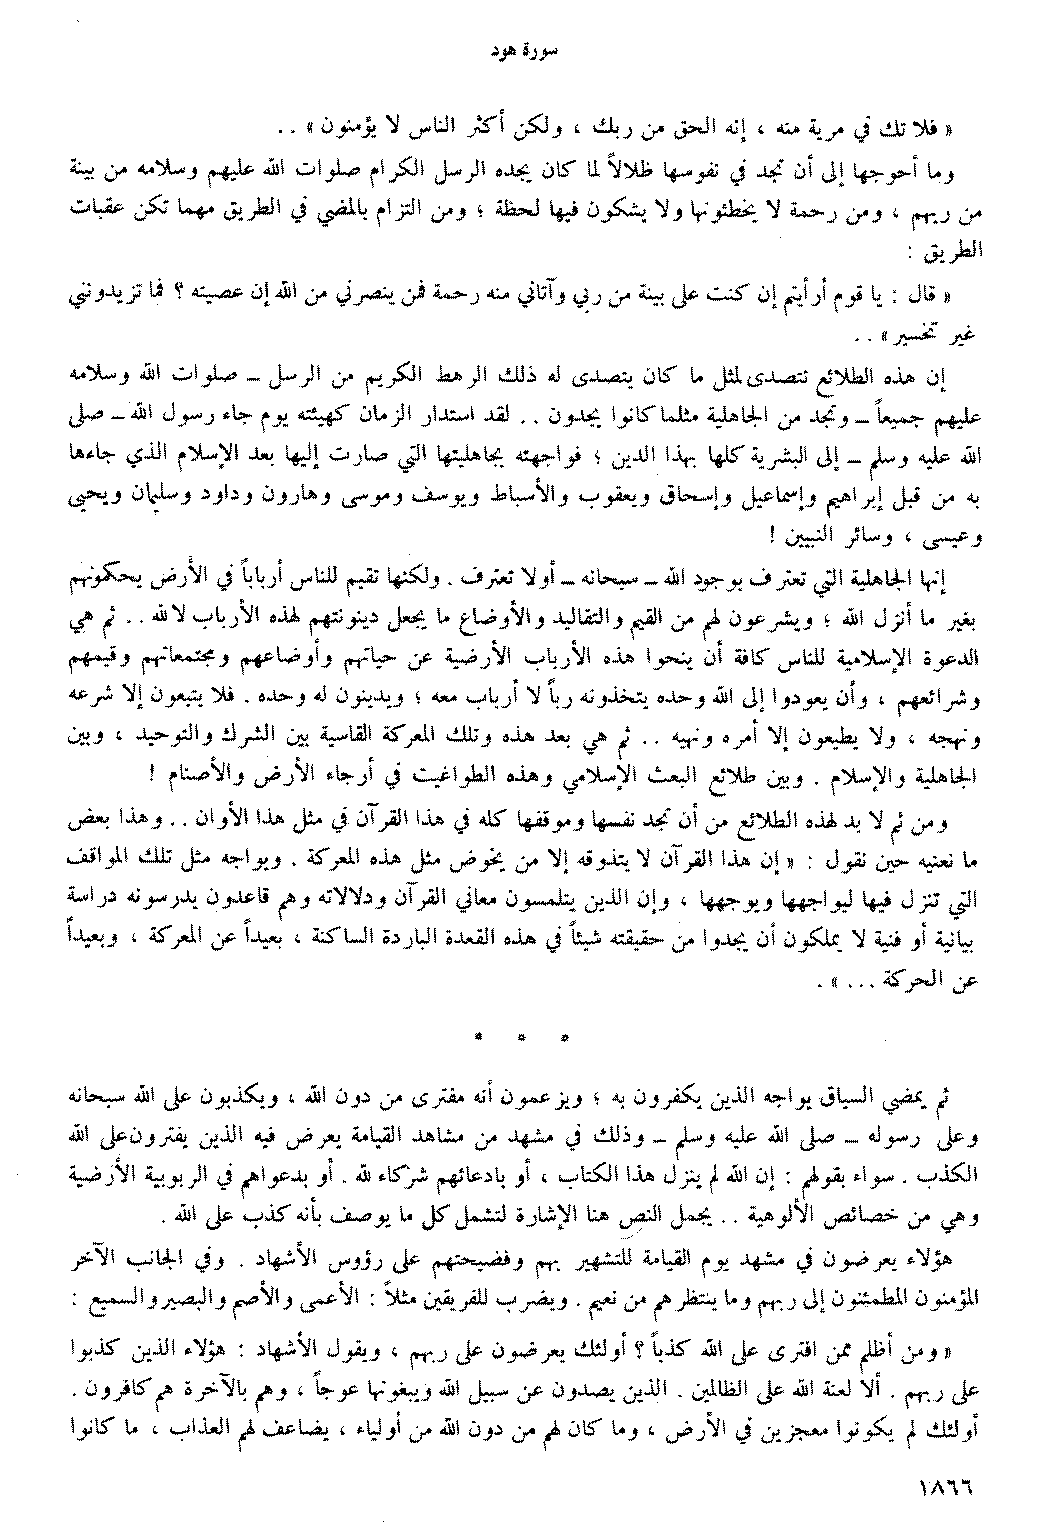 سورة هود
« فلا تك في مرية منه ، إنه الحق من ربك ، ولكن أكثر الناس لا يؤمنون » . .
وما أحوجها إلى أن تجد في نفوسها ظلالاً لما كان يجده الرسل الكرام صلوات الله عليهم وسلامه من بينة
من ربهم ، ومن رحمة لا يخطئونها ولا يشكون فيها لحظة ؛ ومن التزام بالمضي في الطريق مهما تكن عقبات
الطريق :
« قال : يا قوم أرأيتم إن كنت على بينة من ربي وآتاني منه رحمة فمن ينصرني من الله إن عصيته ؟ فما تزيدونني
غير تخسير » . .
إن هذه الطلائع تتصدى لمثل ما كان يتصدى له ذلك الرهط الكريم من الرسل – صلوات الله وسلامه
عليهم جميعاً – وتجد من الجاهلية مثلما كانوا يجدون . . لقد استدار الزمان كهيئته يوم جاء رسول الله – صلى
الله عليه وسلم – إلى البشرية كلها بهذا الدين ؛ فواجهته بجاهليتها التي صارت إليها بعد الإسلام الذي جاءها
به من قبل إبراهيم وإسماعيل وإسحاق ويعقوب والأسباط ويوسف وموسى وهارون وداود وسليمان ويحيى
وعيسى ، وسائر النبيين !
إنها الجاهلية التي تعترف بوجود الله – سبحانه – أولا تعترف . ولكنها تقيم للناس أرباباً في الأرض يحكمونهم
بغير ما أنزل الله ؛ ويشرعون لهم من القيم والتقاليد والأوضاع ما يجعل دينونتهم لهذه الأرباب لا لله . . ثم هي
الدعوة الإسلامية للناس كافة أن ينحوا هذه الأرباب الأرضية عن حياتهم وأوضاعهم ومجتمعاتهم وقيمهم
وشرائعهم ، وأن يعودوا إلى الله وحده يتخذونه رباً لا أرباب معه ؛ ويدينون له وحده . فلا يتبعون إلا شرعه
ونهجه ، ولا يطيعون إلا أمره ونهيه . . ثم هي بعد هذه وتلك المعركة القاسية بين الشرك والتوحيد ، وبين
الجاهلية والإسلام . وبين طلائع البعث الإسلامي وهذه الطواغيت في أرجاء الأرض والأصنام !
ومن ثم لا بد لهذه الطلائع من أن تجد نفسها وموقفها كله في هذا القرآن في مثل هذا الأوان . . وهذا بعض
ما نعنيه حين نقول : « إن هذا القرآن لا يتذوقه إلا من يخوض مثل هذه المعركة . ويواجه مثل تلك المواقف
التي تنزل فيها ليواجهها ويوجهها ، وإن الذين يتلمسون معاني القرآن ودلالاته وهم قاعدون يدرسونه دراسة
بيانية أو فنية لا يملكون أن يجدوا من حقيقته شيئاً في هذه القعدة الباردة الساكنة ، بعيداً عن المعركة ، وبعيداً
عن الحركة . . . » .
* * *
ثم يمضي السياق يواجه الذين يكفرون به ؛ ويزعمون أنه مفترى من دون الله ، ويكذبون على الله سبحانه
وعلى رسوله – صلى الله عليه وسلم – وذلك في مشهد من مشاهد القيامة يعرض فيه الذين يفترون على الله
الكذب . سواء بقولهم : إن الله لم ينزل هذا الكتاب ، أو بادعائهم شركاء لله . أو بدعواهم في الربوبية الأرضية
وهي من خصائص الألوهية . . يجمل النص هنا الإشارة لتشمل كل ما يوصف بأنه كذب على الله .
هؤلاء يعرضون في مشهد يوم القيامة للتشهير بهم وفضيحتهم على رؤوس الأشهاد . وفي الجانب الآخر
المؤمنون المطمئنون إلى ربهم وما ينتظرهم من نعيم . ويضرب للفريقين مثلاً : الأعمى والأصم والبصير والسميع :
« ومن أظلم ممن افترى على الله كذباً ؟ أولئك يعرضون على ربهم ، ويقول الأشهاد : هؤلاء الذين كذبوا
على ربهم . ألا لعنة الله على الظالمين . الذين يصدون عن سبيل الله ويبغونها عوجاً ، وهم بالآخرة هم كافرون .
أولئك لم يكونوا معجزين في الأرض ، وما كان لهم من دون الله من أولياء ، يضاعف لهم العذاب ، ما كانوا
١٨٦٦